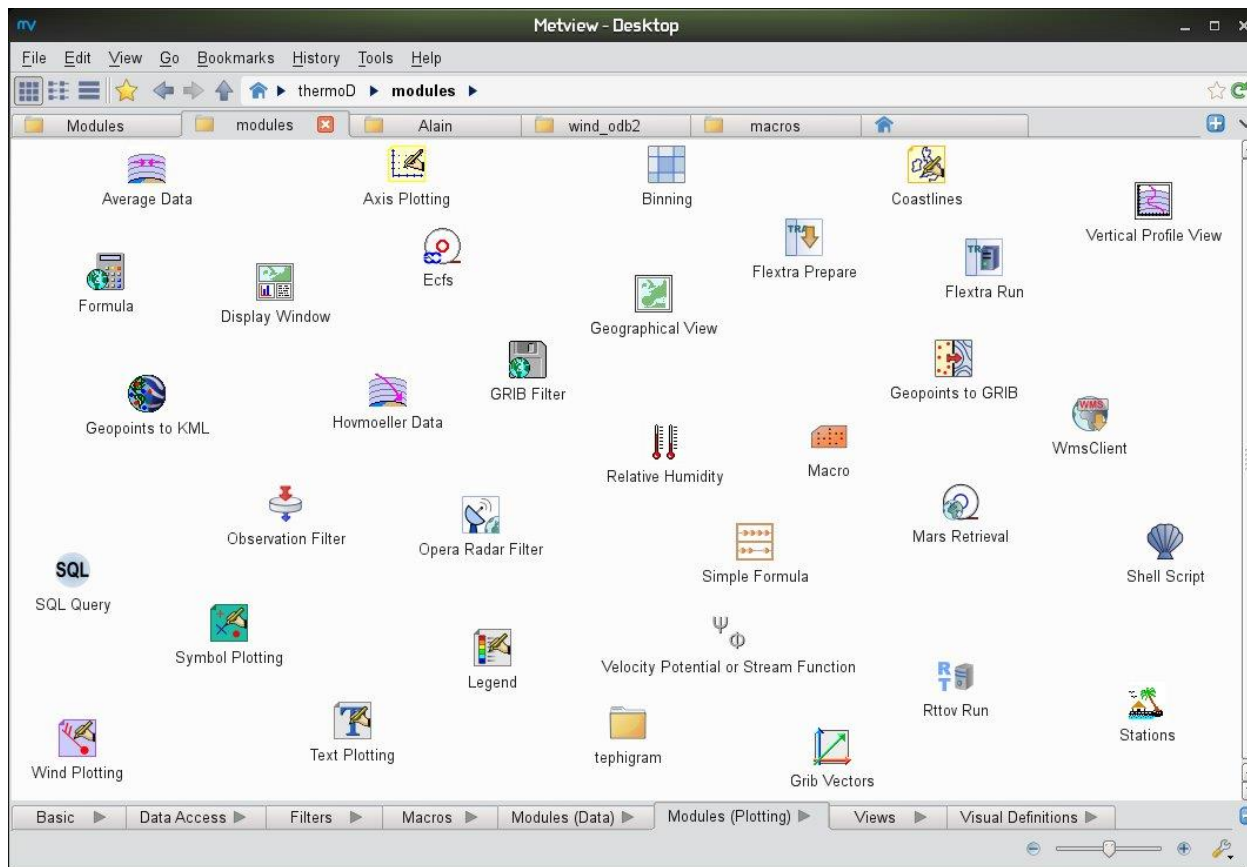 Metview - Desktop
File Edit View Go Bookmarks History Tools Help
thermoD modules
Modules modules Alain wind_odb2 macros
Average Data
Axis Plotting
Binning
Coastlines
Vertical Profile View
Formula
Display Window
Ecfs
Geographical View
Flextra Prepare
Flextra Run
Geopoints to KML
Hovmoeller Data
GRIB Filter
Geopoints to GRIB
WMS
WmsClient
Relative Humidity
Macro
Observation Filter
Opera Radar Filter
Simple Formula
Mars Retrieval
Shell Script
SQL
SQL Query
Symbol Plotting
Legend
Ψ
Φ
Velocity Potential or Stream Function
R
T
Rttov Run
Stations
Wind Plotting
T
Text Plotting
tephigram
Grib Vectors
Basic Data Access Filters Macros Modules (Data) Modules (Plotting) Views Visual Definitions